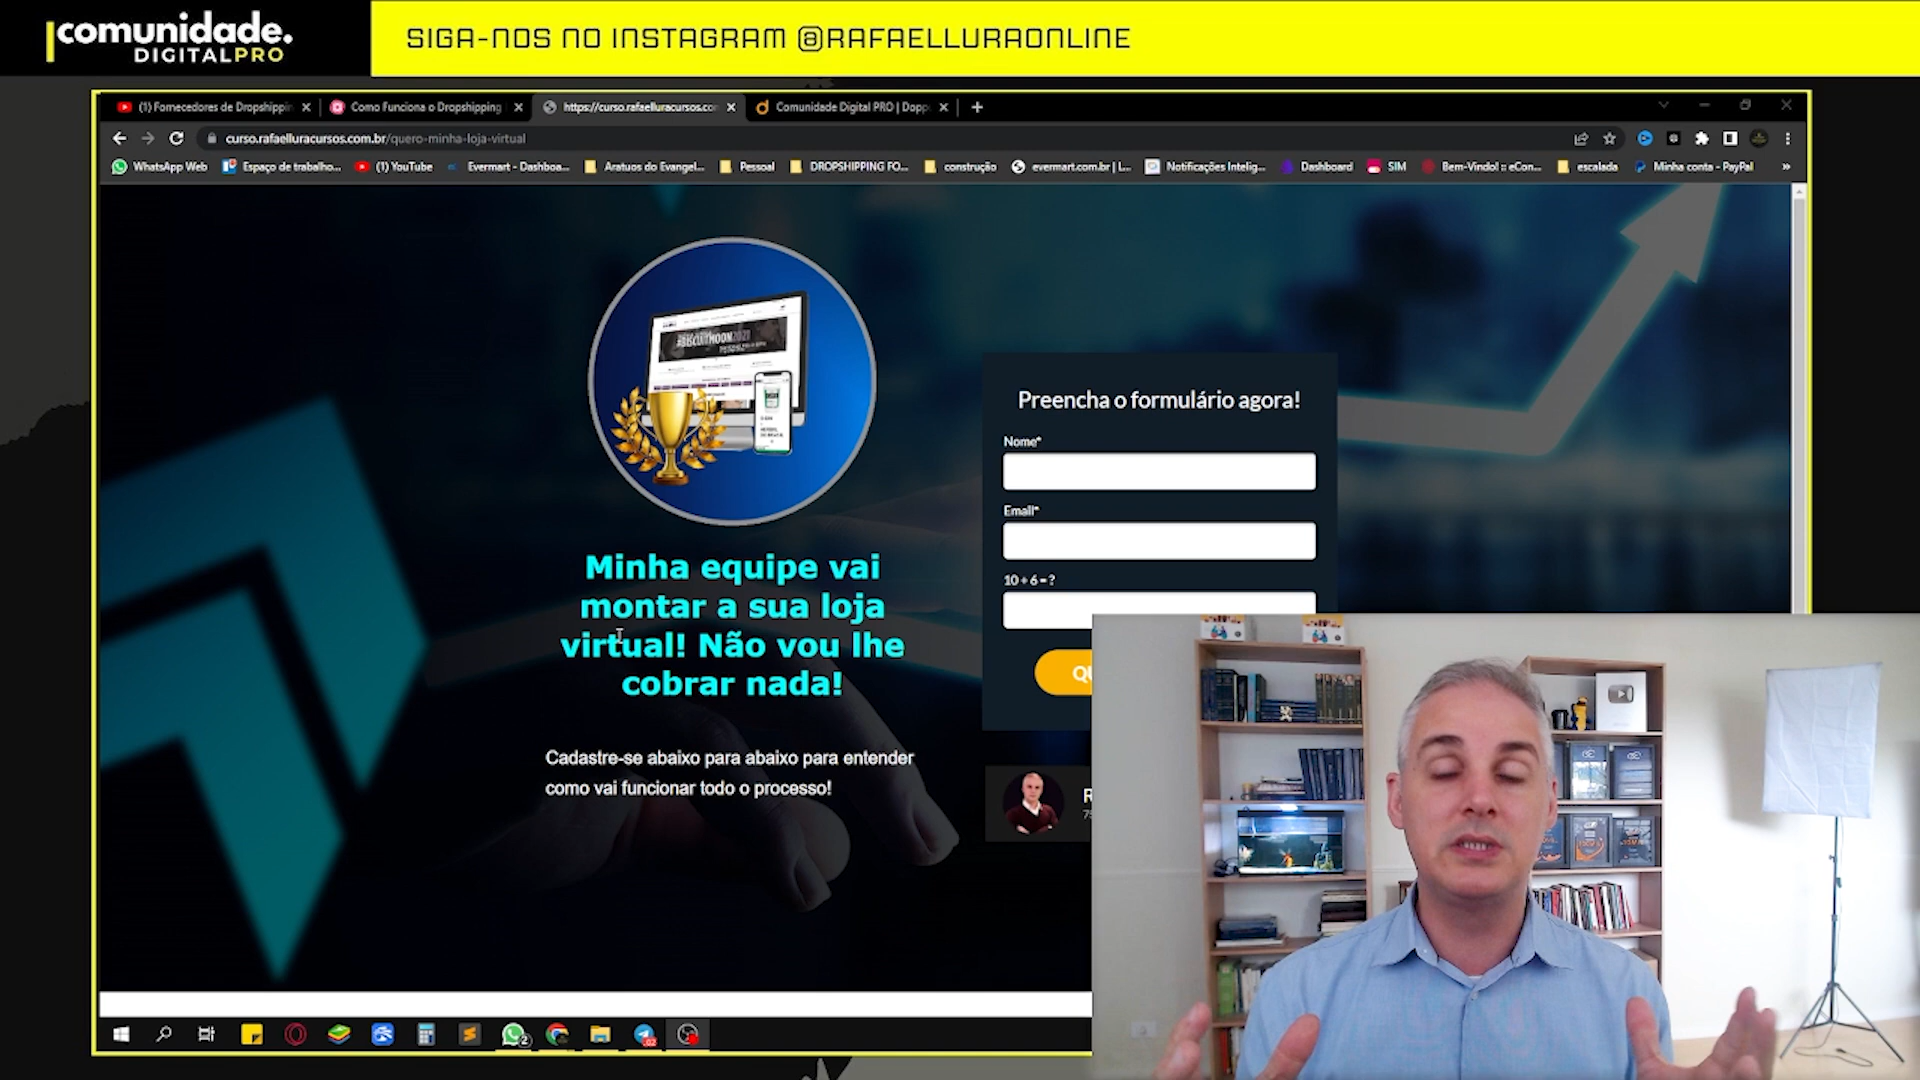 comunidade.
DIGITALPRO
SIGA-NOS NO INSTAGRAM @RAFAELLURAONLINE
(1) Fornecedores de Dropshippin
Como Funciona o Dropshipping
https://curso.rafaelluracursos.co
Comunidade Digital PRO | Dopp
curso.rafaelluracursos.com.br/quero-minha-loja-virtual
WhatsApp Web
Espaço de trabalho...
(1) YouTube
Evermart - Dashboa...
Aratuos do Evangel...
Pessoal
DROPSHIPPING FO...
construção
evermart.com.br | L...
Notificações Intelig...
Dashboard
SIM
Bem-Vindo! :: eCon...
escalada
Minha conta - PayPal
»
#BISCUITMOON2021
Minha equipe vai
montar a sua loja
virtual! Não vou lhe
cobrar nada!
Cadastre-se abaixo para abaixo para entender
como vai funcionar todo o processo!
Preencha o formulário agora!
Nome*
Email*
10 + 6 = ?
QU
R